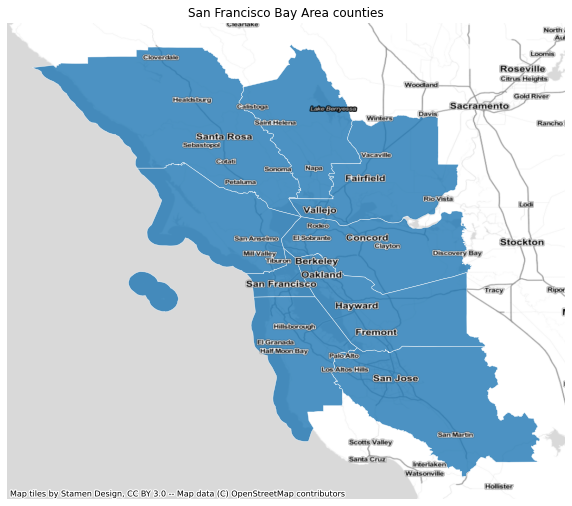 San Francisco Bay Area counties
Clearlake
North
Au
Cloverdale
Loomis
Roseville
Citrus Heights
Woodland
Gold River
Healdsburg
Calistoga
Lake Berryessa
Sacramento
Winters
Davis
Saint Helena
Rancho
Santa Rosa
Sebastopol
Vacaville
Cotati
Sonoma
Napa
Fairfield
Petaluma
Rio Vista
Lodi
Vallejo
Rodeo
San Anselmo
El Sobrante
Concord
Stockton
Clayton
Mill Valley
Discovery Bay
Tiburon
Berkeley
Oakland
San Francisco
Tracy
Ripor
Hayward
Hillsborough
Fremont
El Granada
Half Moon Bay
Palo Alto
Los Altos Hills
San Jose
San Martin
Scotts Valley
Santa Cruz
Interlaken
Watsonville
Hollister
Map tiles by Stamen Design, CC BY 3.0 -- Map data (C) OpenStreetMap contributors